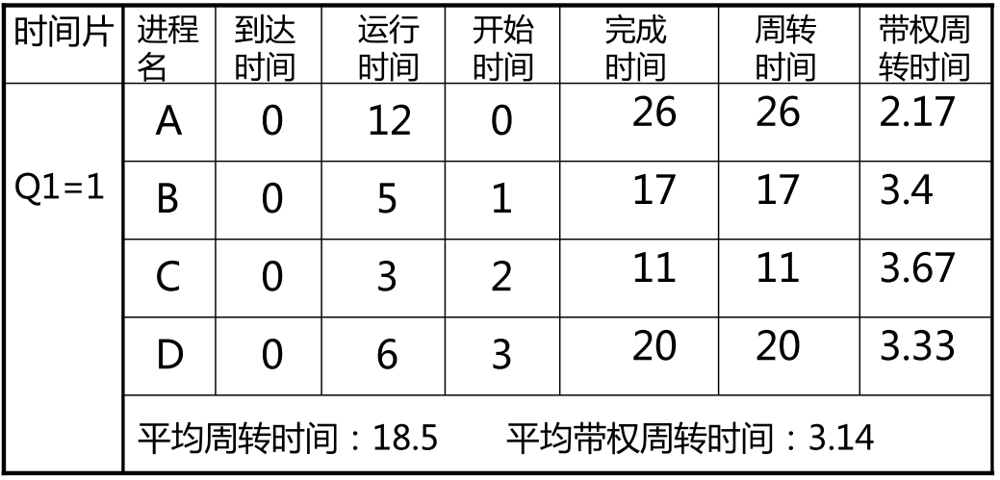 时间片 进程名 到达时间 运行时间 开始时间 完成时间 周转时间 带权周转时间
Q1=1 A 0 12 0 26 26 2.17
B 0 5 1 17 17 3.4
C 0 3 2 11 11 3.67
D 0 6 3 20 20 3.33
平均周转时间：18.5 平均带权周转时间：3.14